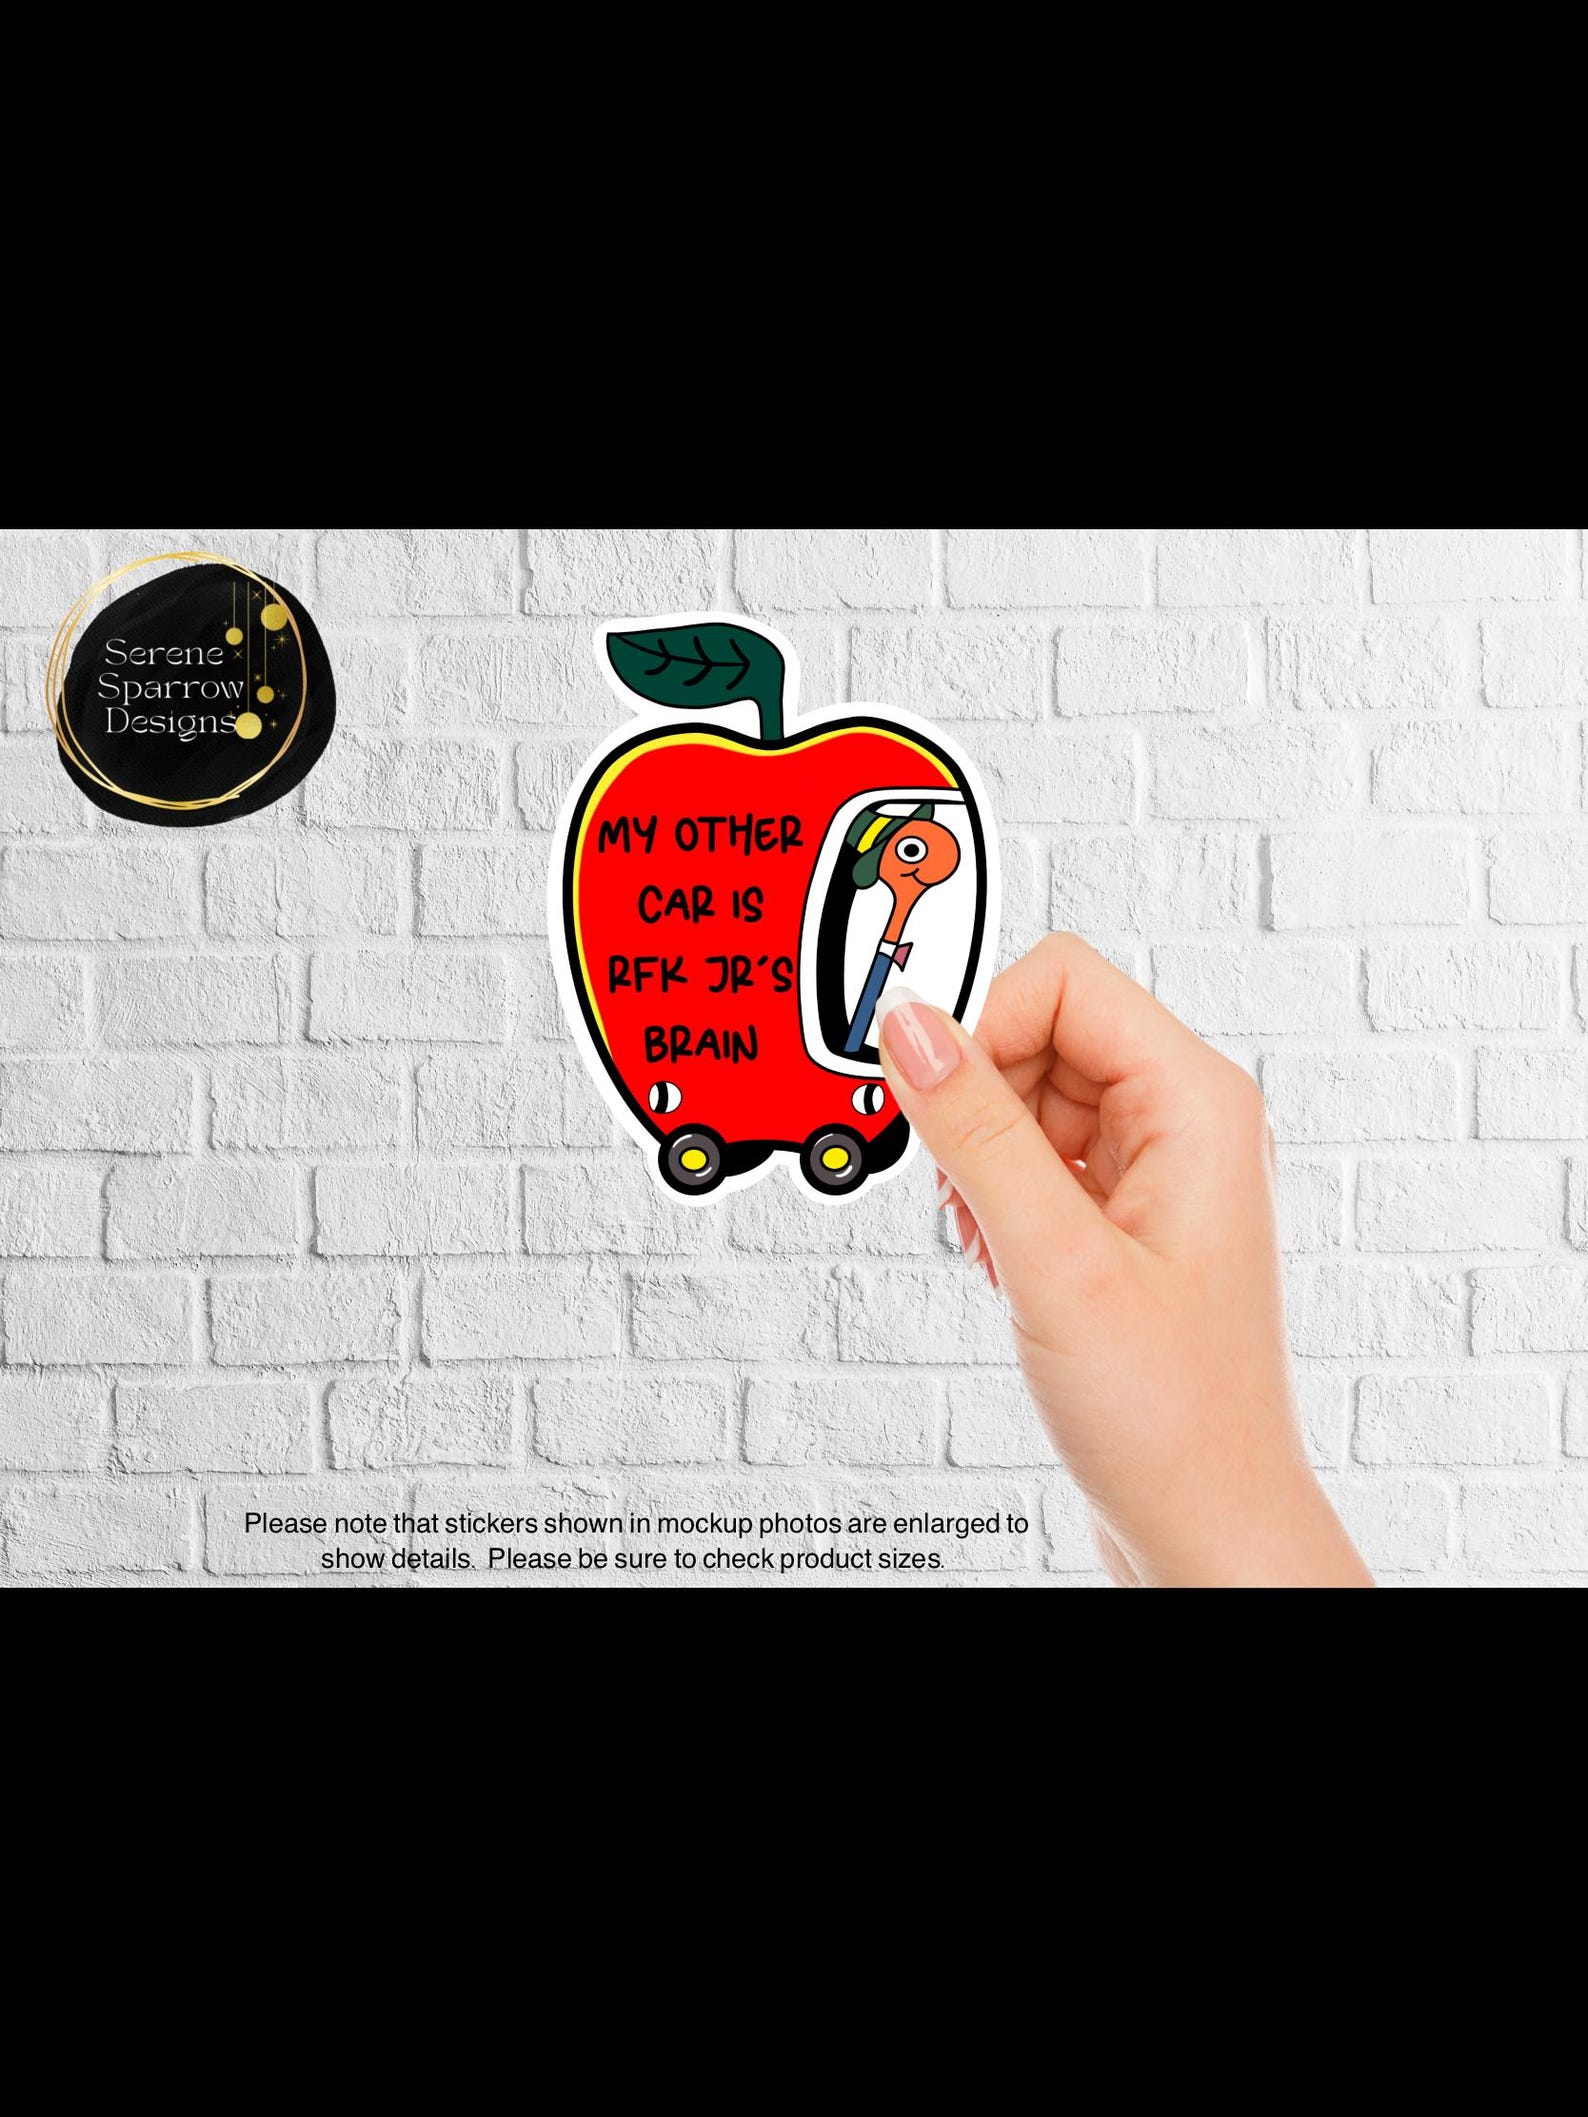 Serene
Sparrow
Designs
MY OTHER
CAR IS
RFK JR´S
BRAIN
Please note that stickers shown in mockup photos are enlarged to
show details. Please be sure to check product sizes.